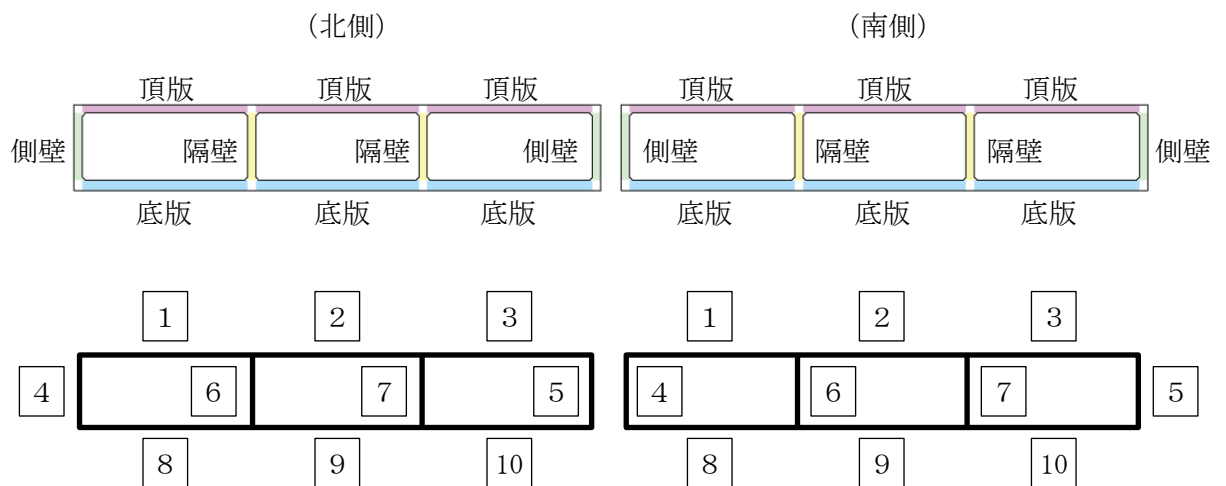 （北側） （南側）
頂版 頂版 頂版 頂版 頂版 頂版
側壁 隔壁 隔壁 側壁 側壁 隔壁 隔壁 側壁
底版 底版 底版 底版 底版 底版
1 2 3 1 2 3
4 6 7 5 4 6 7 5
8 9 10 8 9 10